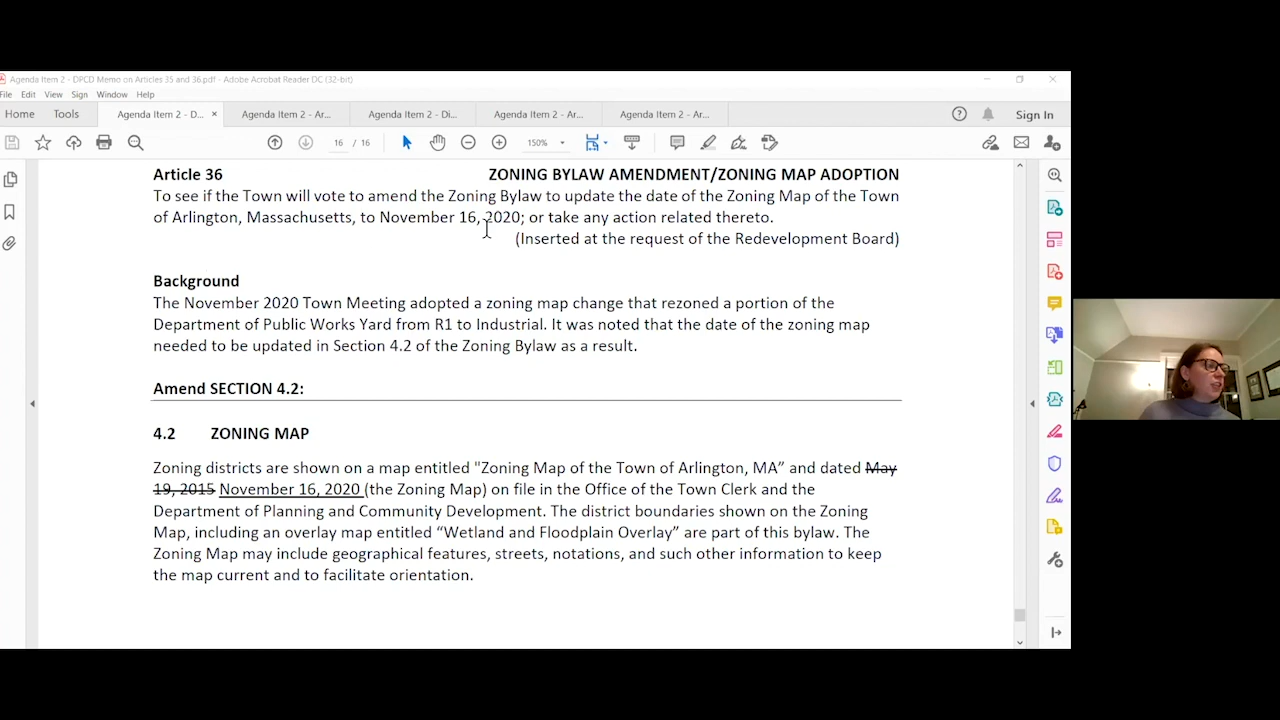 Agenda Item 2 - DPCD Memo on Articles 35 and 36.pdf - Adobe Acrobat Reader DC (32-bit)
File Edit View Sign Window Help
Home Tools Agenda Item 2 - D... × Agenda Item 2 - Ar... Agenda Item 2 - Di... Agenda Item 2 - Ar... Agenda Item 2 - Ar... Sign In
16 / 16 150%
Article 36 ZONING BYLAW AMENDMENT/ZONING MAP ADOPTION
To see if the Town will vote to amend the Zoning Bylaw to update the date of the Zoning Map of the Town
of Arlington, Massachusetts, to November 16, 2020; or take any action related thereto.
(Inserted at the request of the Redevelopment Board)
Background
The November 2020 Town Meeting adopted a zoning map change that rezoned a portion of the
Department of Public Works Yard from R1 to Industrial. It was noted that the date of the zoning map
needed to be updated in Section 4.2 of the Zoning Bylaw as a result.
Amend SECTION 4.2:
4.2 ZONING MAP
Zoning districts are shown on a map entitled "Zoning Map of the Town of Arlington, MA” and dated May
19, 2015 November 16, 2020 (the Zoning Map) on file in the Office of the Town Clerk and the
Department of Planning and Community Development. The district boundaries shown on the Zoning
Map, including an overlay map entitled “Wetland and Floodplain Overlay” are part of this bylaw. The
Zoning Map may include geographical features, streets, notations, and such other information to keep
the map current and to facilitate orientation.